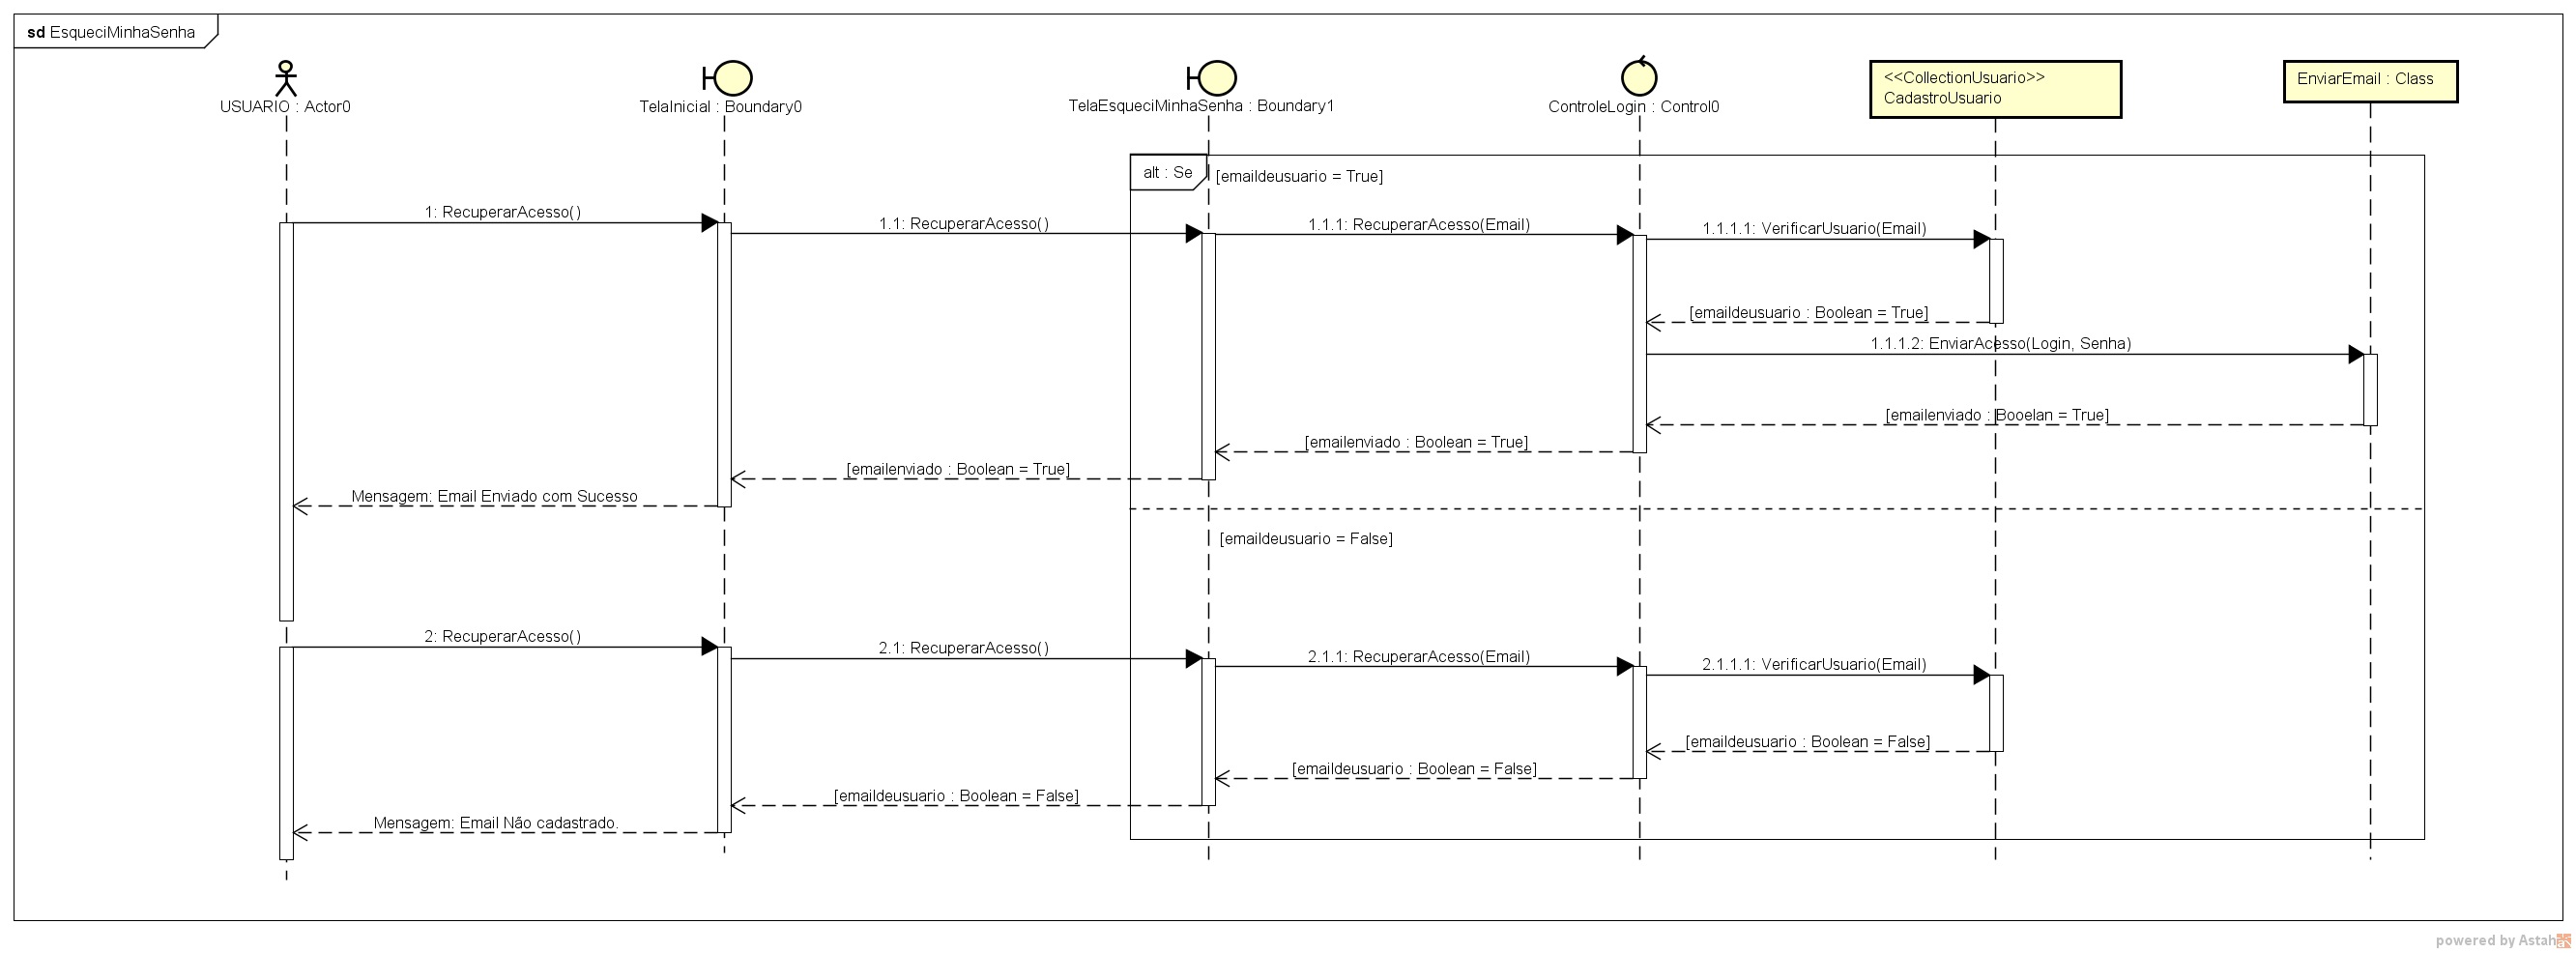 sd EsqueciMinhaSenha
USUARIO : Actor0
TelaInicial : Boundary0
TelaEsqueciMinhaSenha : Boundary1
ControleLogin : Control0
<<CollectionUsuario>>
CadastroUsuario
EnviarEmail : Class
alt : Se
[emaildeusuario = True]
1: RecuperarAcesso()
1.1: RecuperarAcesso()
1.1.1: RecuperarAcesso(Email)
1.1.1.1: VerificarUsuario(Email)
[emaildeusuario : Boolean = True]
1.1.1.2: EnviarAcesso(Login, Senha)
[emailenviado : Booelan = True]
[emailenviado : Boolean = True]
[emailenviado : Boolean = True]
Mensagem: Email Enviado com Sucesso
[emaildeusuario = False]
2: RecuperarAcesso()
2.1: RecuperarAcesso()
2.1.1: RecuperarAcesso(Email)
2.1.1.1: VerificarUsuario(Email)
[emaildeusuario : Boolean = False]
[emaildeusuario : Boolean = False]
[emaildeusuario : Boolean = False]
Mensagem: Email Não cadastrado.
powered by Astah